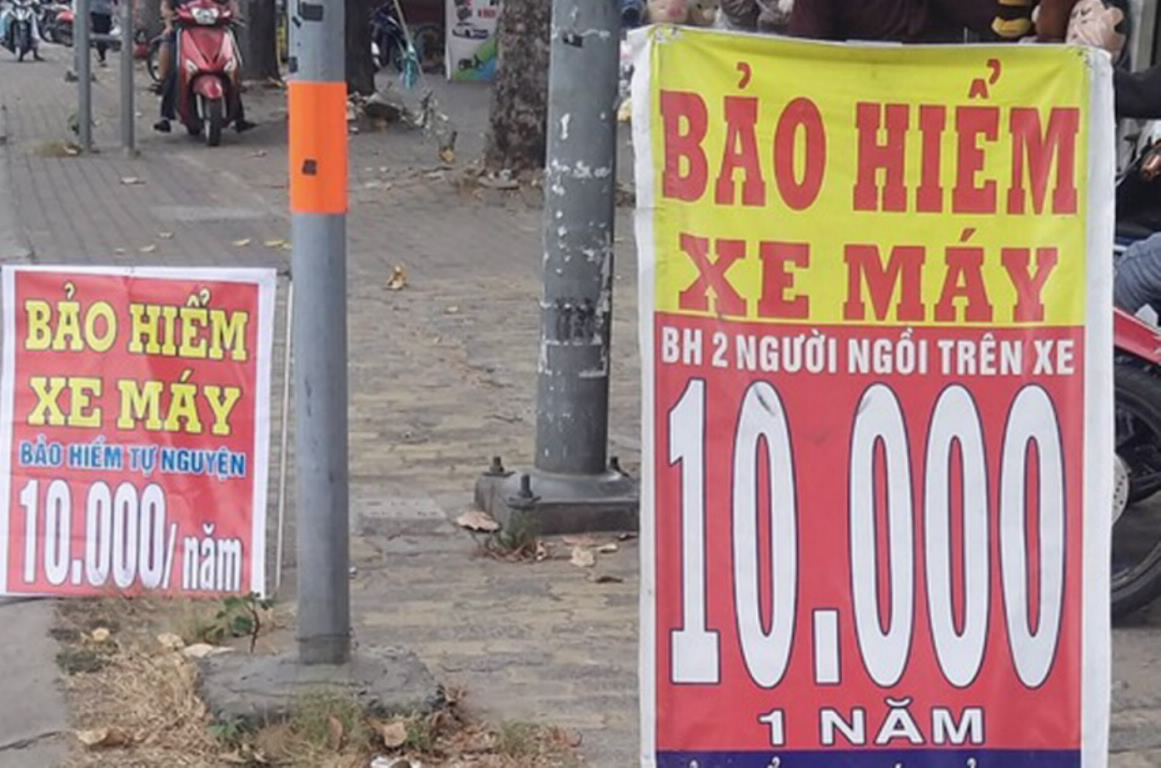 BẢO HIỂM
XE MÁY
BẢO HIỂM TỰ NGUYỆN
10.000/ năm
BẢO HIỂM
XE MÁY
BH 2 NGƯỜI NGỒI TRÊN XE
10.000
1 NĂM